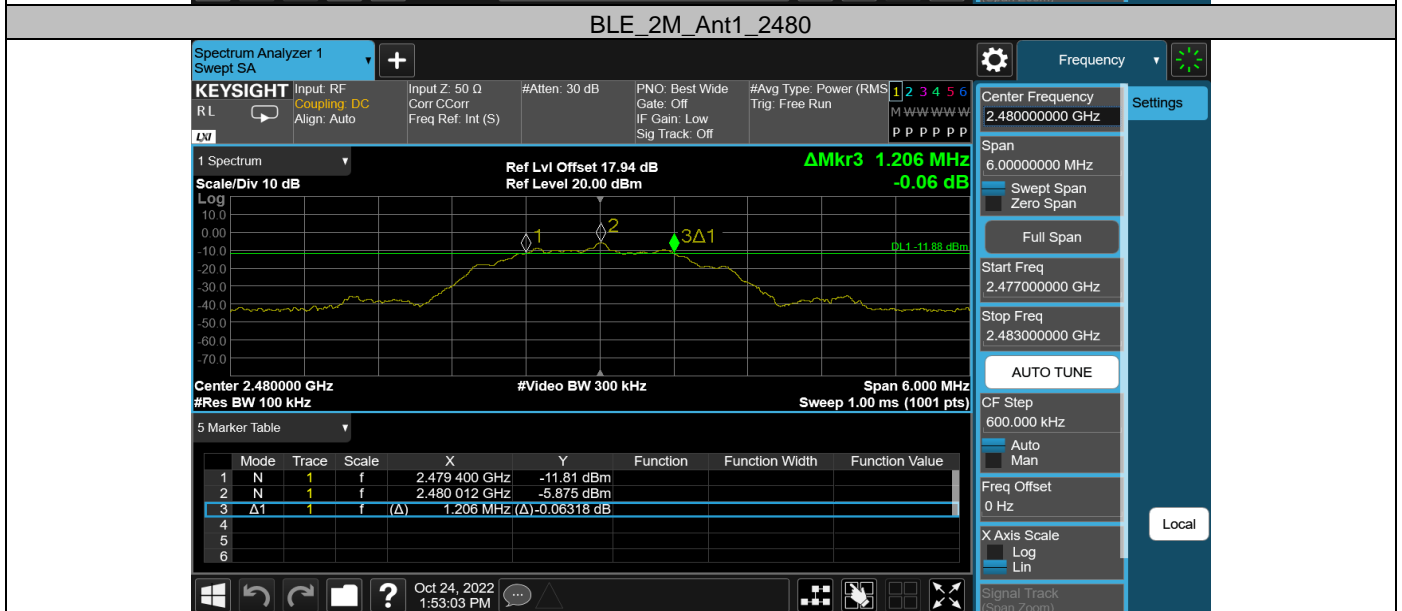 BLE_2M_Ant1_2480
Spectrum Analyzer 1
Swept SA
Frequency
KEYSIGHT
RL
LXI
Input: RF
Coupling: DC
Align: Auto
Input Z: 50 Ω
Corr CCorr
Freq Ref: Int (S)
#Atten: 30 dB
PNO: Best Wide
Gate: Off
IF Gain: Low
Sig Track: Off
#Avg Type: Power (RMS
Trig: Free Run
1 2 3 4 5 6
M W W W W W
P P P P P P
1 Spectrum
Scale/Div 10 dB
Ref Lvl Offset 17.94 dB
Ref Level 20.00 dBm
ΔMkr3 1.206 MHz
-0.06 dB
Log
10.0
0.00
-10.0
-20.0
-30.0
-40.0
-50.0
-60.0
-70.0
1
2
3Δ1
DL1 -11.88 dBm
Center 2.480000 GHz
#Video BW 300 kHz
Span 6.000 MHz
#Res BW 100 kHz
Sweep 1.00 ms (1001 pts)
5 Marker Table
Mode Trace Scale X Y Function Function Width Function Value
1 N 1 f 2.479 400 GHz -11.81 dBm
2 N 1 f 2.480 012 GHz -5.875 dBm
3 Δ1 1 f (Δ) 1.206 MHz (Δ) -0.06318 dB
4
5
6
Oct 24, 2022
1:53:03 PM
Center Frequency
2.480000000 GHz
Settings
Span
6.00000000 MHz
Swept Span
Zero Span
Full Span
Start Freq
2.477000000 GHz
Stop Freq
2.483000000 GHz
AUTO TUNE
CF Step
600.000 kHz
Auto
Man
Freq Offset
0 Hz
Local
X Axis Scale
Log
Lin
Signal Track
(Span Zoom)